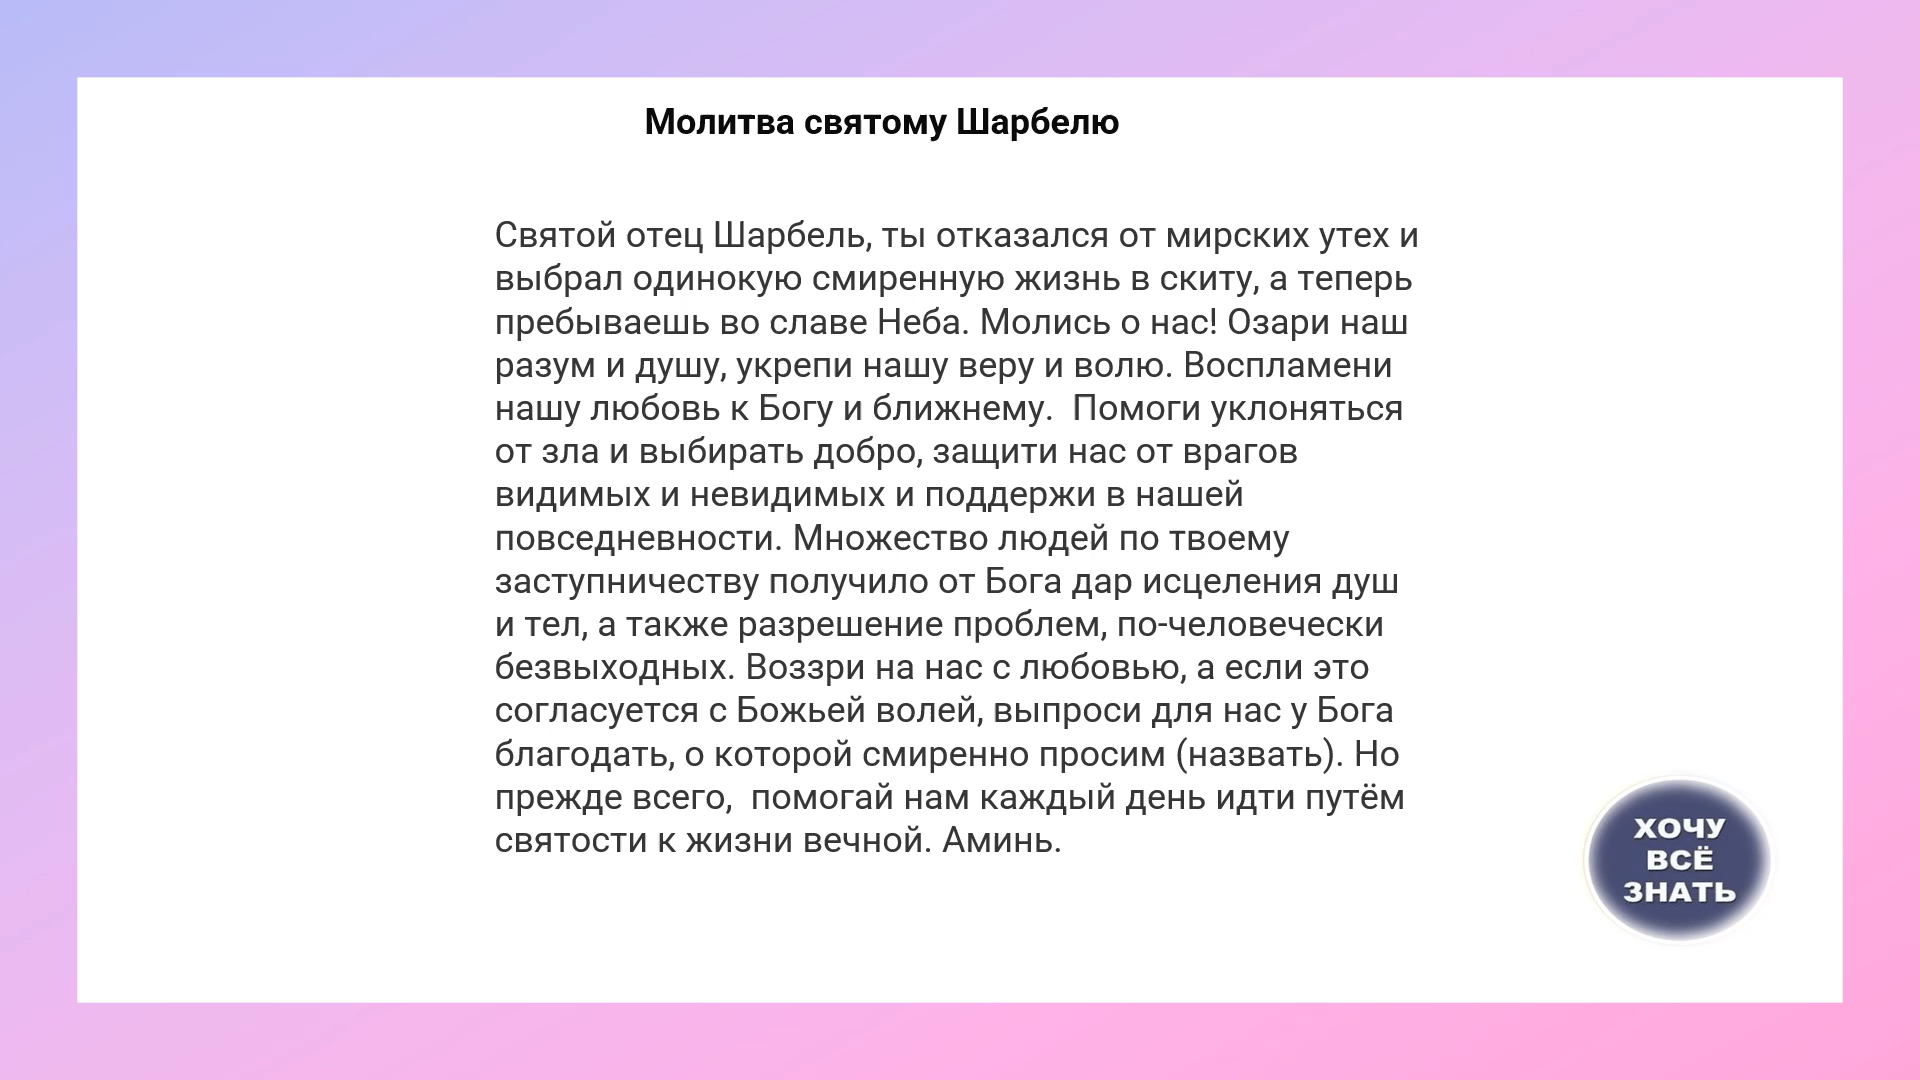 Молитва святому Шарбелю
Святой отец Шарбель, ты отказался от мирских утех и
выбрал одинокую смиренную жизнь в скиту, а теперь
пребываешь во славе Неба. Молись о нас! Озари наш
разум и душу, укрепи нашу веру и волю. Воспламени
нашу любовь к Богу и ближнему.  Помоги уклоняться
от зла и выбирать добро, защити нас от врагов
видимых и невидимых и поддержи в нашей
повседневности. Множество людей по твоему
заступничеству получило от Бога дар исцеления душ
и тел, а также разрешение проблем, по-человечески
безвыходных. Воззри на нас с любовью, а если это
согласуется с Божьей волей, выпроси для нас у Бога
благодать, о которой смиренно просим (назвать). Но
прежде всего,  помогай нам каждый день идти путём
святости к жизни вечной. Аминь.
ХОЧУ
ВСЁ
ЗНАТЬ